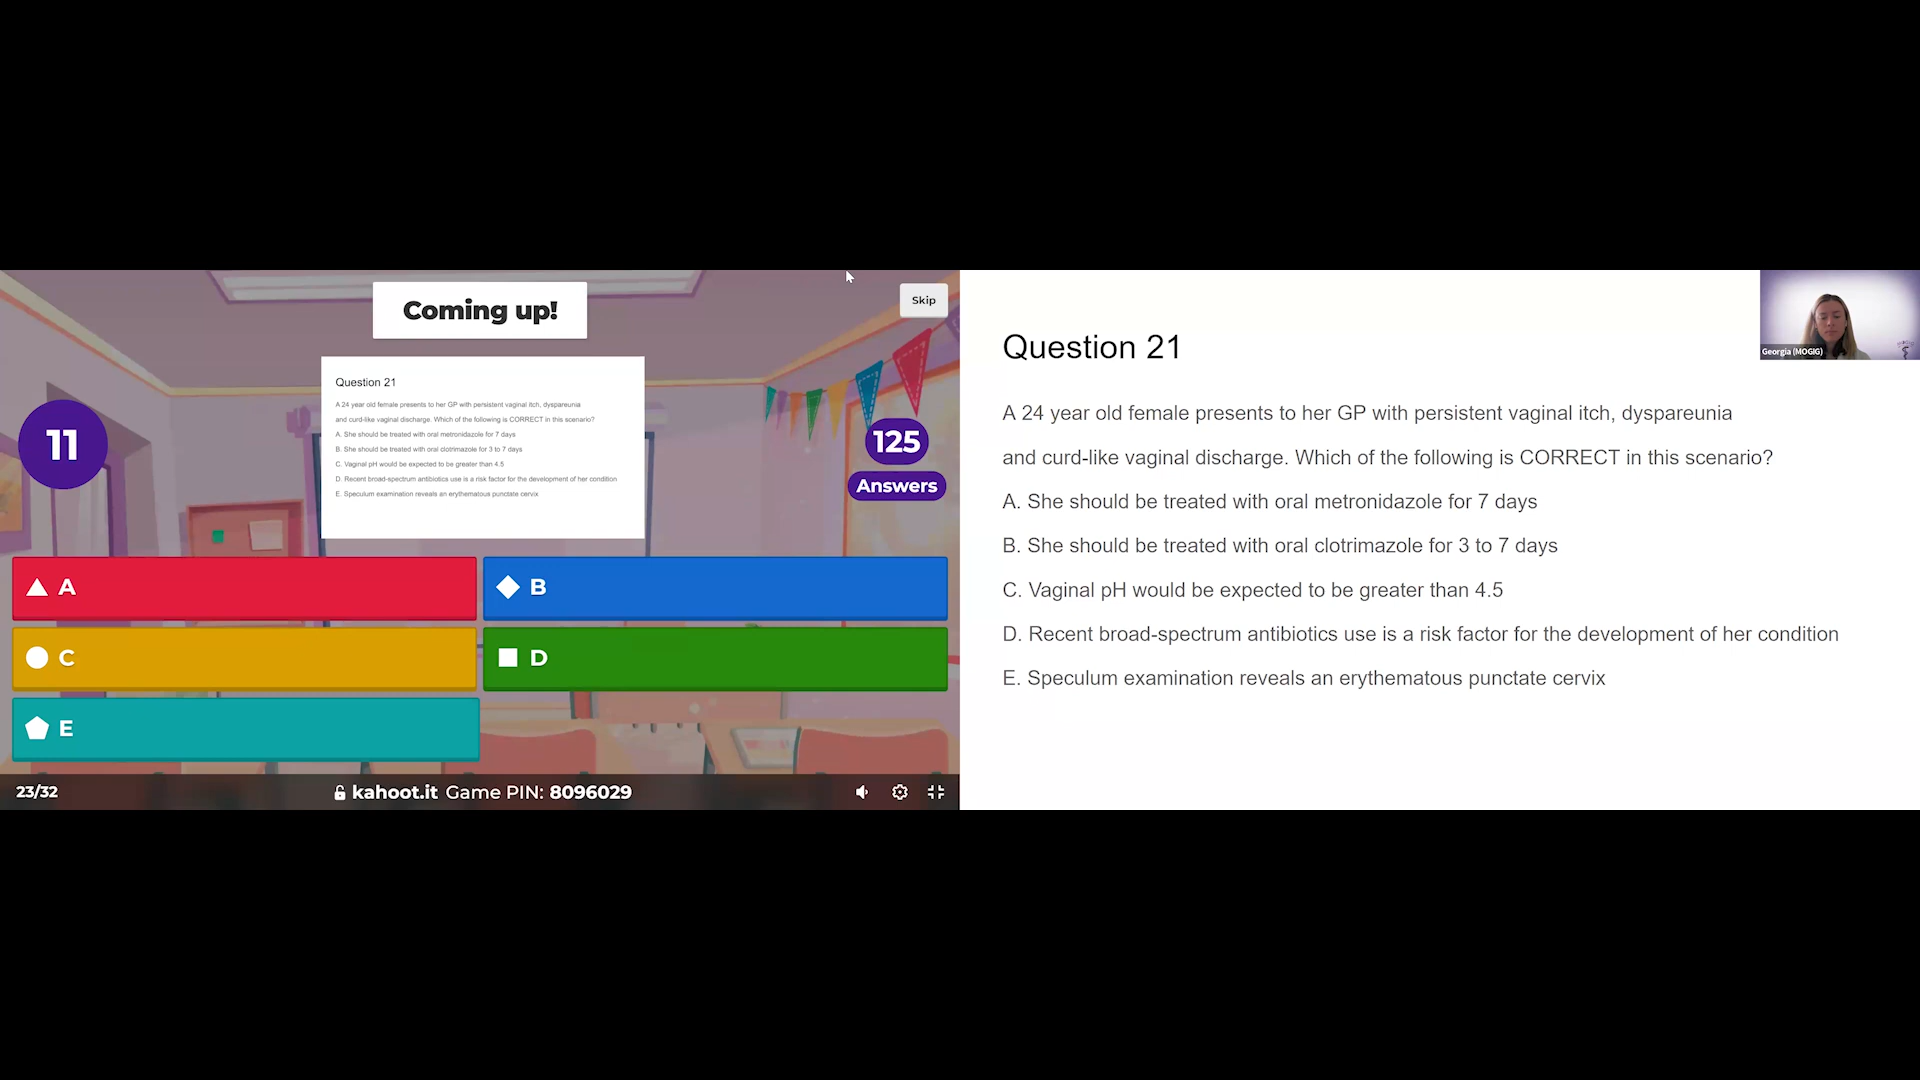 Coming up!
Skip
Question 21
A 24 year old female presents to her GP with persistent vaginal itch, dyspareunia
and curd-like vaginal discharge. Which of the following is CORRECT in this scenario?
A. She should be treated with oral metronidazole for 7 days
B. She should be treated with oral clotrimazole for 3 to 7 days
C. Vaginal pH would be expected to be greater than 4.5
D. Recent broad-spectrum antibiotics use is a risk factor for the development of her condition
E. Speculum examination reveals an erythematous punctate cervix
11
125
Answers
A
B
C
D
E
23/32
kahoot.it Game PIN: 8096029
Question 21
A 24 year old female presents to her GP with persistent vaginal itch, dyspareunia
and curd-like vaginal discharge. Which of the following is CORRECT in this scenario?
A. She should be treated with oral metronidazole for 7 days
B. She should be treated with oral clotrimazole for 3 to 7 days
C. Vaginal pH would be expected to be greater than 4.5
D. Recent broad-spectrum antibiotics use is a risk factor for the development of her condition
E. Speculum examination reveals an erythematous punctate cervix
Georgia (MOGIG)